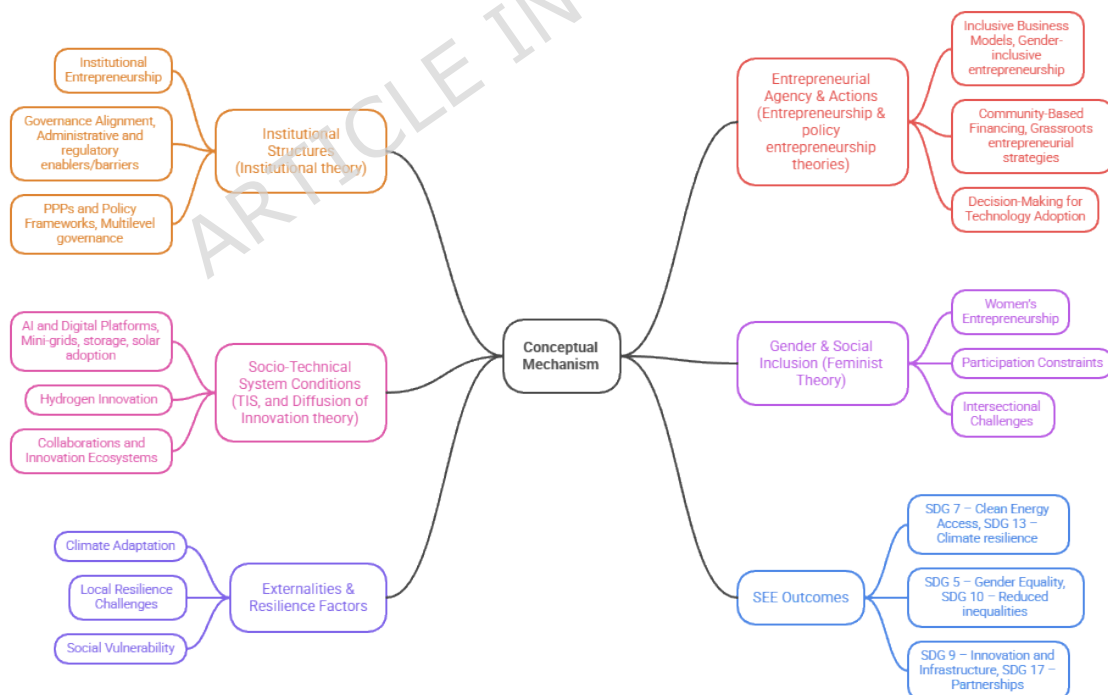 ARTICLE IN
Institutional
Entrepreneurship
Governance Alignment,
Administrative and
regulatory
enablers/barriers
PPPs and Policy
Frameworks, Multilevel
governance
Institutional
Structures
(Institutional theory)
AI and Digital Platforms,
Mini-grids, storage, solar
adoption
Hydrogen Innovation
Collaborations and
Innovation Ecosystems
Socio-Technical
System Conditions
(TIS, and Diffusion of
Innovation theory)
Climate Adaptation
Local Resilience
Challenges
Social Vulnerability
Externalities &
Resilience Factors
Conceptual
Mechanism
Entrepreneurial
Agency & Actions
(Entrepreneurship &
policy
entrepreneurship
theories)
Inclusive Business
Models, Gender-
inclusive
entrepreneurship
Community-Based
Financing, Grassroots
entrepreneurial
strategies
Decision-Making for
Technology Adoption
Gender & Social
Inclusion (Feminist
Theory)
Women's
Entrepreneurship
Participation Constraints
Intersectional
Challenges
SEE Outcomes
SDG 7 – Clean Energy
Access, SDG 13 –
Climate resilience
SDG 5 – Gender Equality,
SDG 10 – Reduced
inequalities
SDG 9 – Innovation and
Infrastructure, SDG 17 –
Partnerships